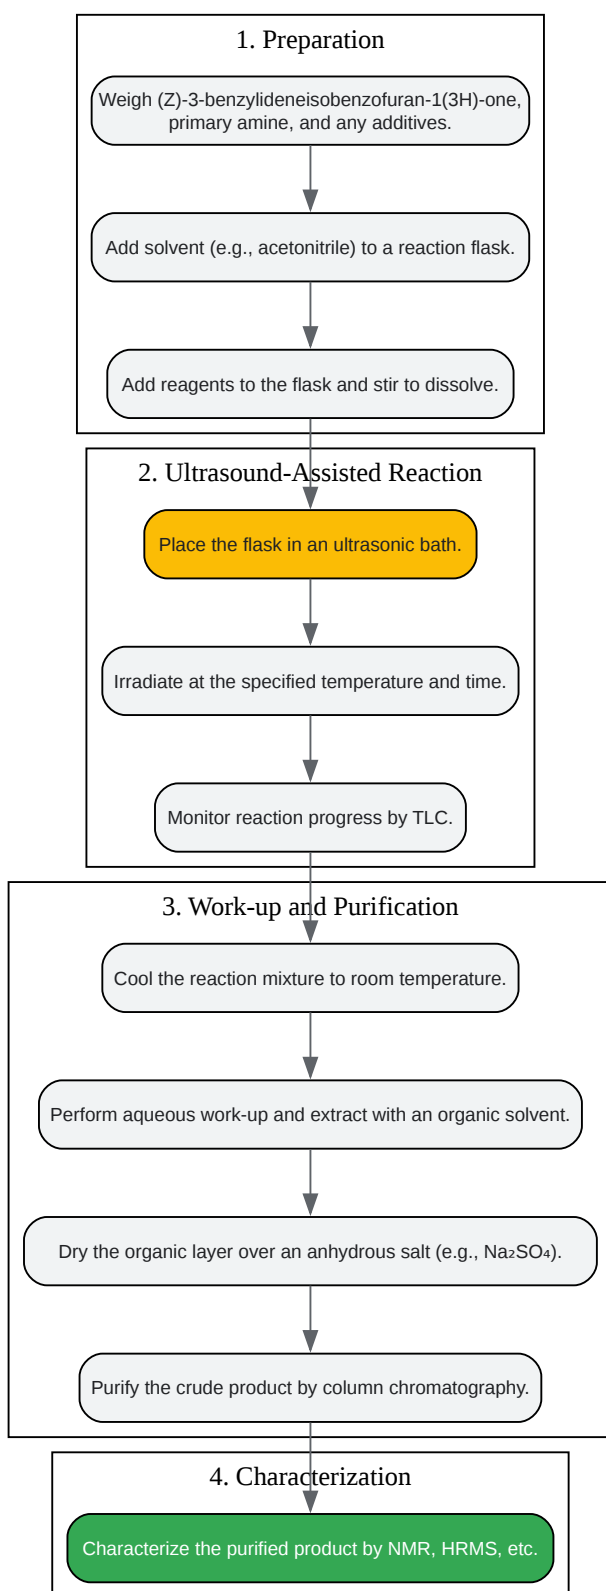 1. Preparation
Weigh (Z)-3-benzylideneisobenzofuran-1(3H)-one,
primary amine, and any additives.
Add solvent (e.g., acetonitrile) to a reaction flask.
Add reagents to the flask and stir to dissolve.
2. Ultrasound-Assisted Reaction
Place the flask in an ultrasonic bath.
Irradiate at the specified temperature and time.
Monitor reaction progress by TLC.
3. Work-up and Purification
Cool the reaction mixture to room temperature.
Perform aqueous work-up and extract with an organic solvent.
Dry the organic layer over an anhydrous salt (e.g., Na₂SO₄).
Purify the crude product by column chromatography.
4. Characterization
Characterize the purified product by NMR, HRMS, etc.